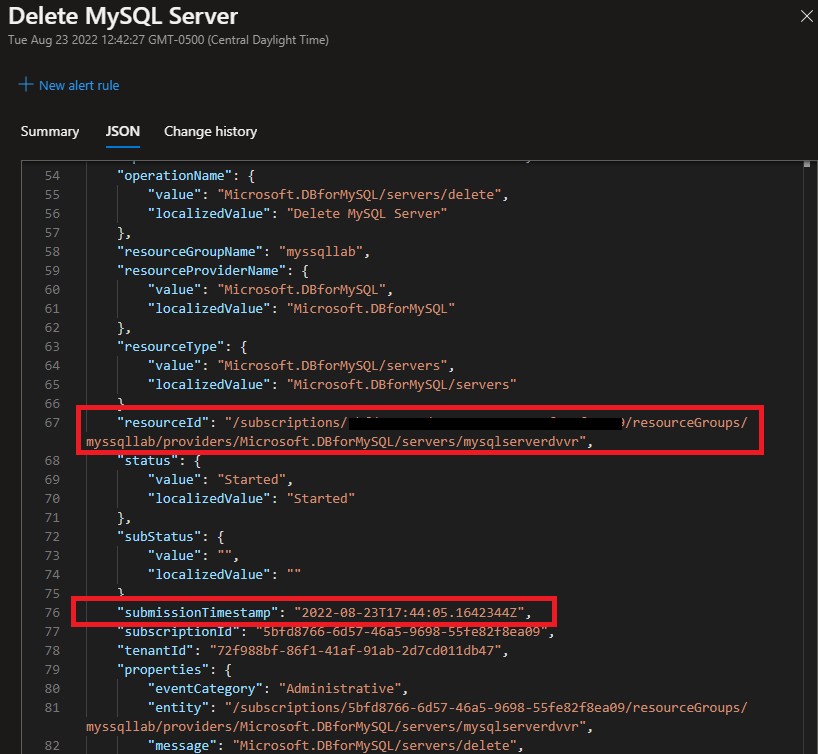 Delete MySQL Server
Tue Aug 23 2022 12:42:27 GMT-0500 (Central Daylight Time)
New alert rule
Summary JSON Change history
54 "operationName": {
55 "value": "Microsoft.DBforMySQL/servers/delete",
56 "localizedValue": "Delete MySQL Server"
57 },
58 "resourceGroupName": "myssqllab",
59 "resourceProviderName": {
60 "value": "Microsoft.DBforMySQL",
61 "localizedValue": "Microsoft.DBforMySQL"
62 },
63 "resourceType": {
64 "value": "Microsoft.DBforMySQL/servers",
65 "localizedValue": "Microsoft.DBforMySQL/servers"
66 },
67 "resourceId": "/subscriptions/ 9/resourceGroups/
myssqllab/providers/Microsoft.DBforMySQL/servers/mysqlserverdvvr",
68 "status": {
69 "value": "Started",
70 "localizedValue": "Started"
71 },
72 "subStatus": {
73 "value": "",
74 "localizedValue": ""
75 },
76 "submissionTimestamp": "2022-08-23T17:44:05.1642344Z",
77 "subscriptionId": "5bfd8766-6d57-46a5-9698-55fe82f8ea09",
78 "tenantId": "72f988bf-86f1-41af-91ab-2d7cd011db47",
79 "properties": {
80 "eventCategory": "Administrative",
81 "entity": "/subscriptions/5bfd8766-6d57-46a5-9698-55fe82f8ea09/resourceGroups/
myssqllab/providers/Microsoft.DBforMySQL/servers/mysqlserverdvvr",
82 "message": "Microsoft.DBforMySQL/servers/delete",